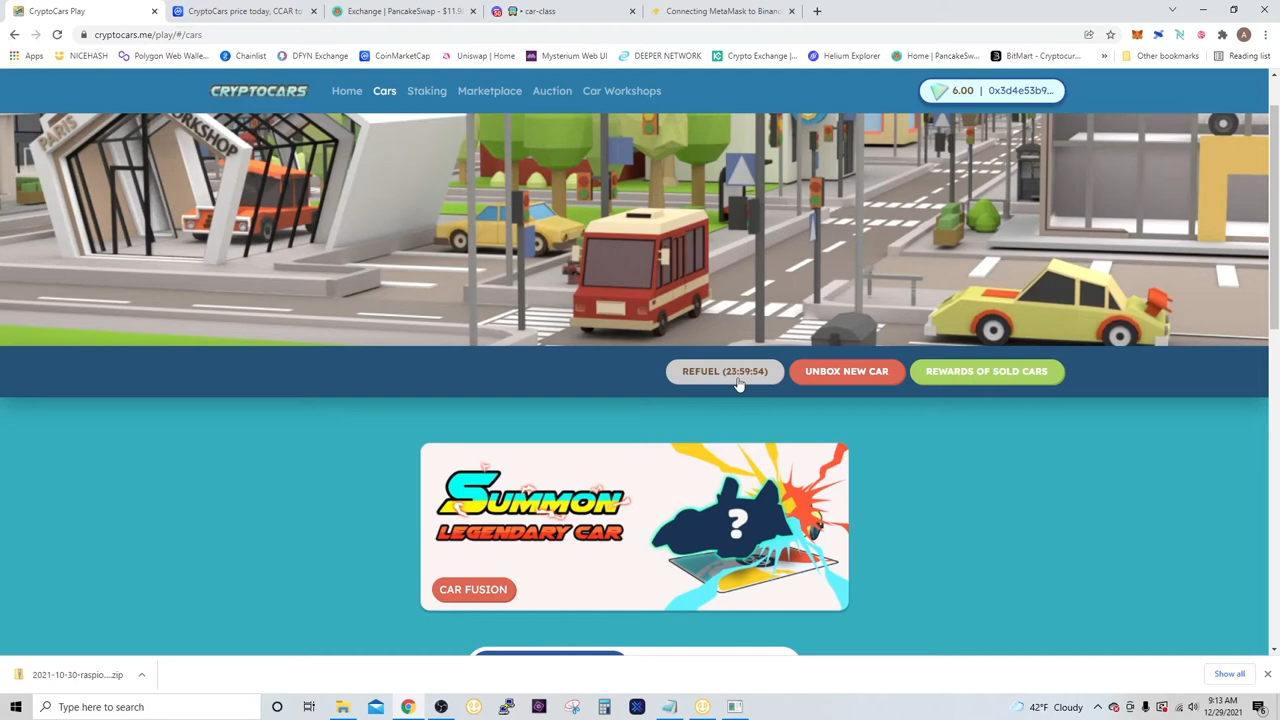 CryptoCars Play
CryptoCars price today, CCAR to
Exchange | PancakeSwap - $11.9
50
car-class
Connecting MetaMask to Binanc
cryptocars.me/play/#/cars
Apps
NICEHASH
Polygon Web Walle...
Chainlist
DFYN Exchange
CoinMarketCap
Uniswap | Home
Mysterium Web UI
DEEPER NETWORK
Crypto Exchange |...
Helium Explorer
Home | PancakeSw...
BitMart - Cryptocur...
Other bookmarks
Reading list
CRYPTOCARS
Home
Cars
Staking
Marketplace
Auction
Car Workshops
6.00 | 0x3d4e53b9...
PARIS
WORKSHOP
REFUEL (23:59:54)
UNBOX NEW CAR
REWARDS OF SOLD CARS
SUMMON
LEGENDARY CAR
?
CAR FUSION
2021-10-30-raspio....zip
Show all
Type here to search
42°F Cloudy
9:13 AM
12/29/2021
6